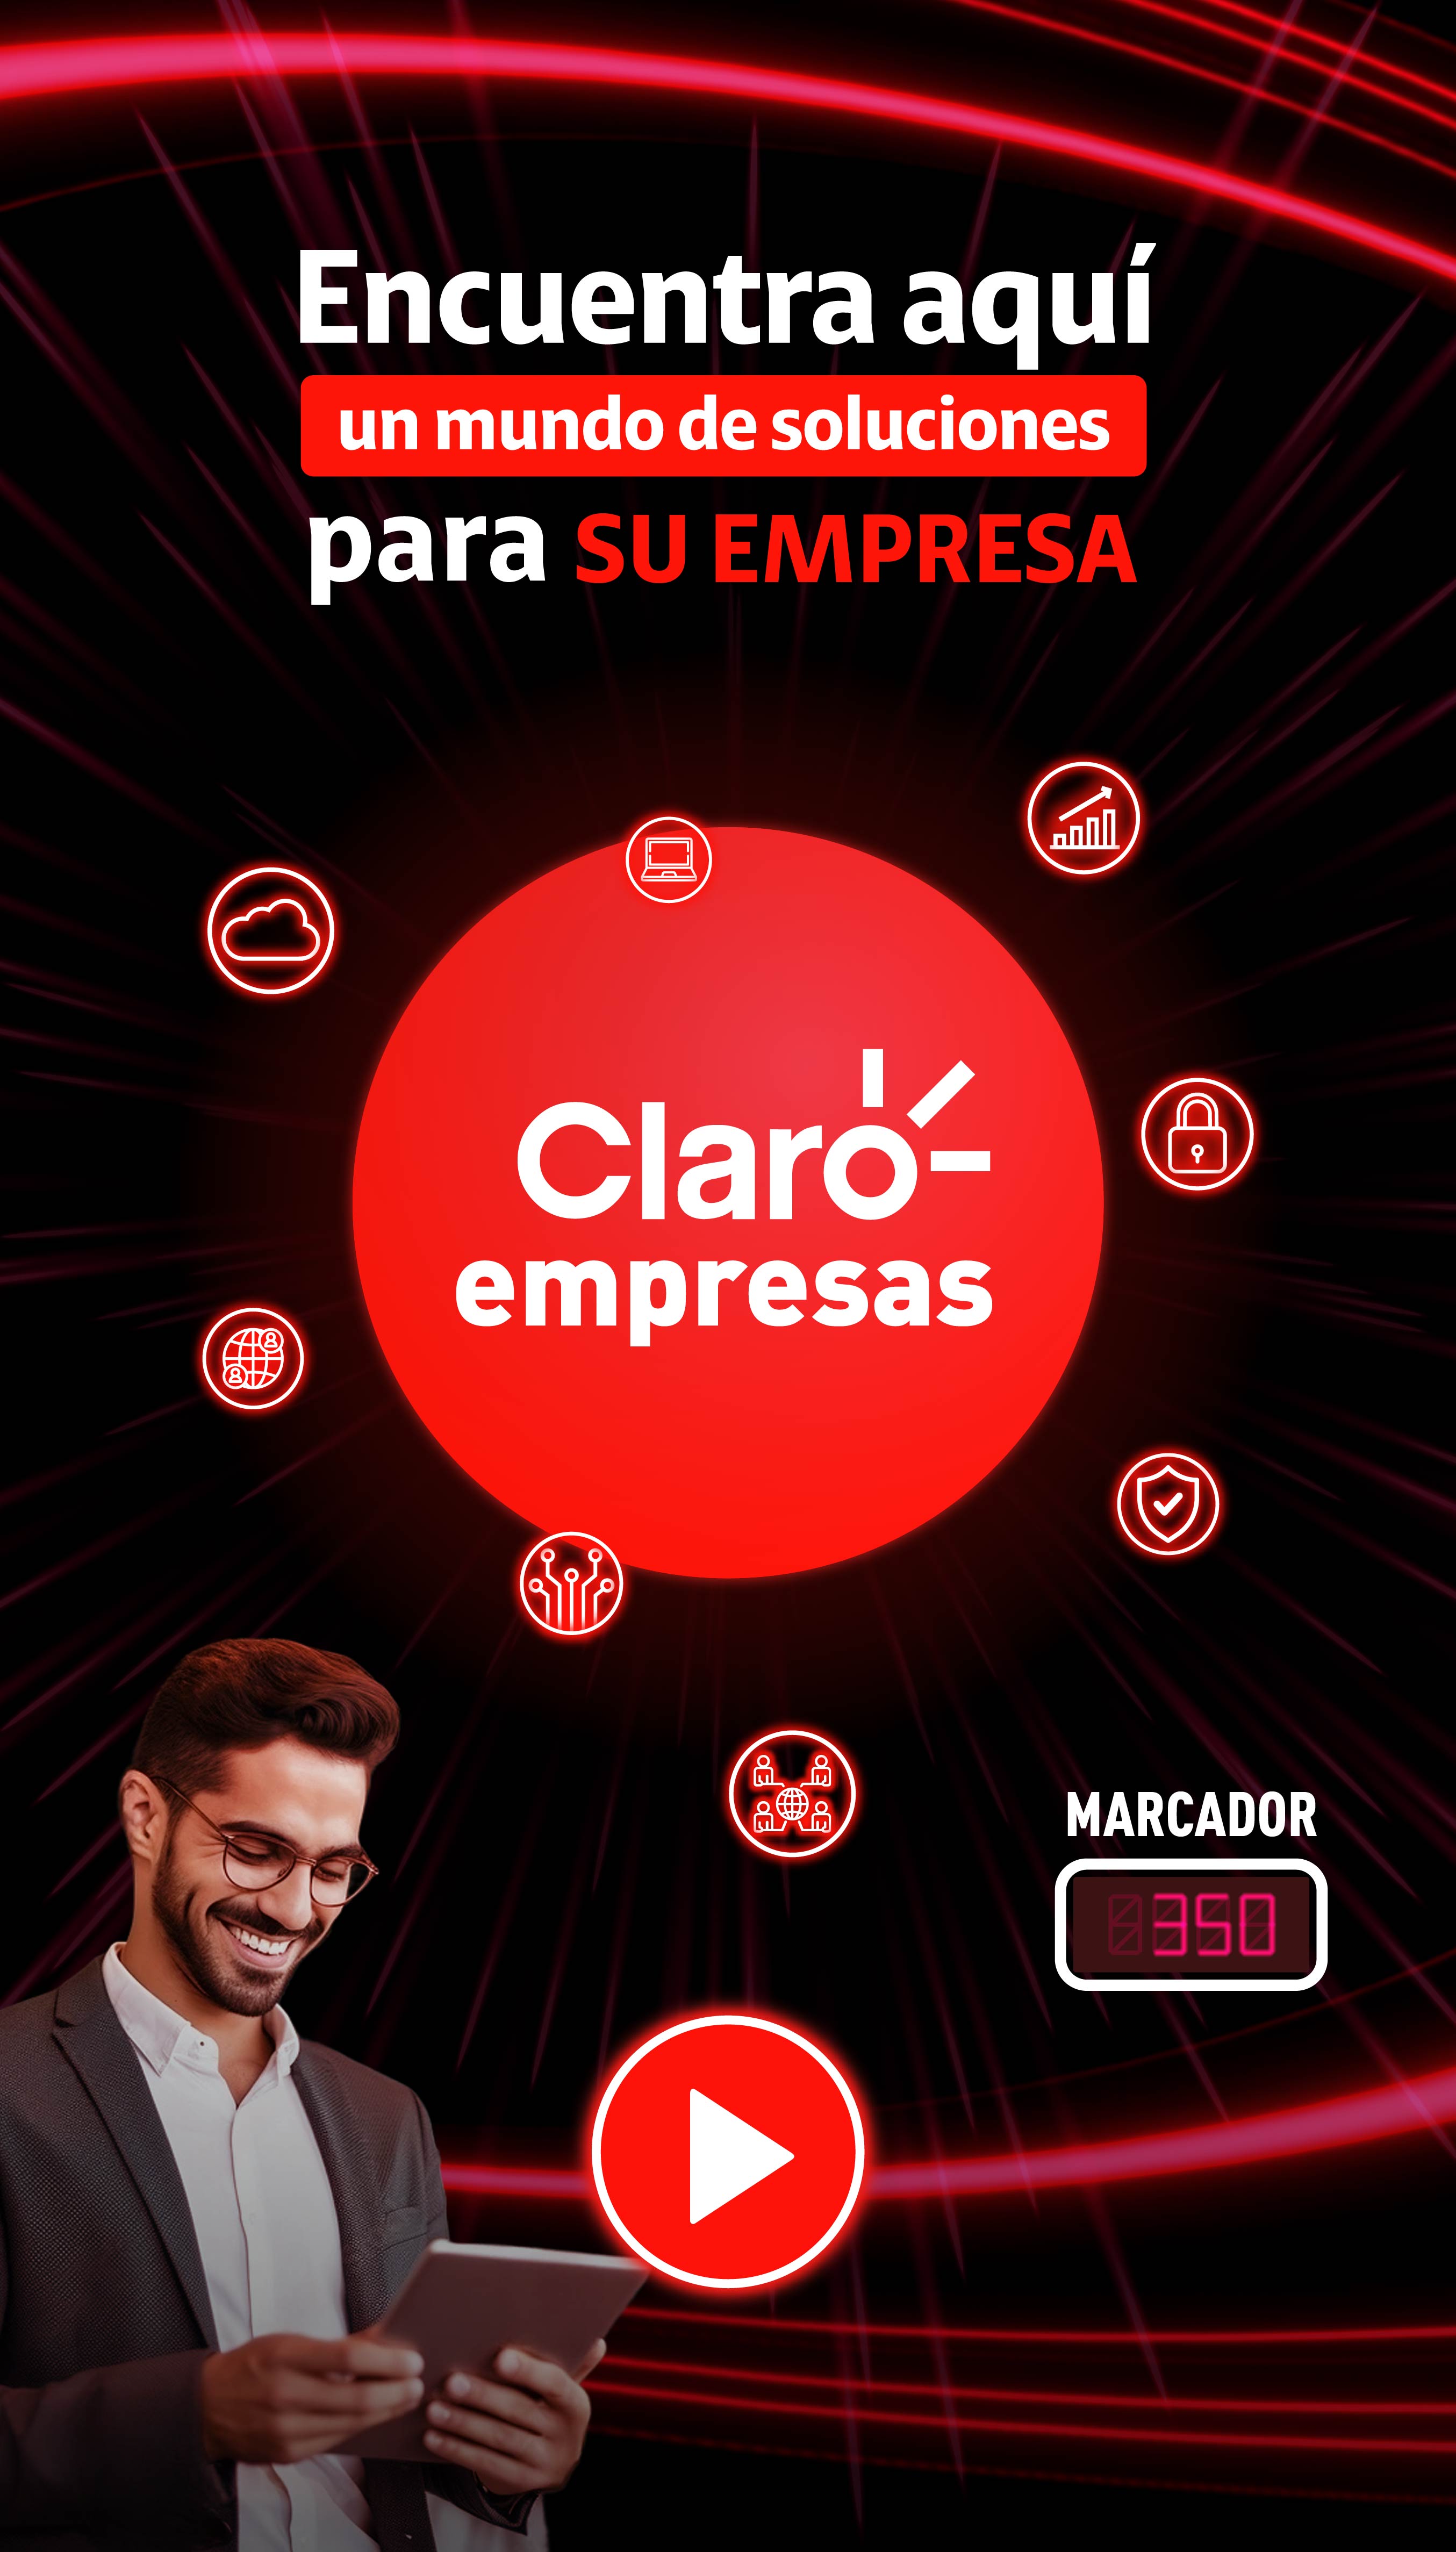 Encuentra aquí
un mundo de soluciones
para SU EMPRESA
Claro
empresas
MARCADOR
350